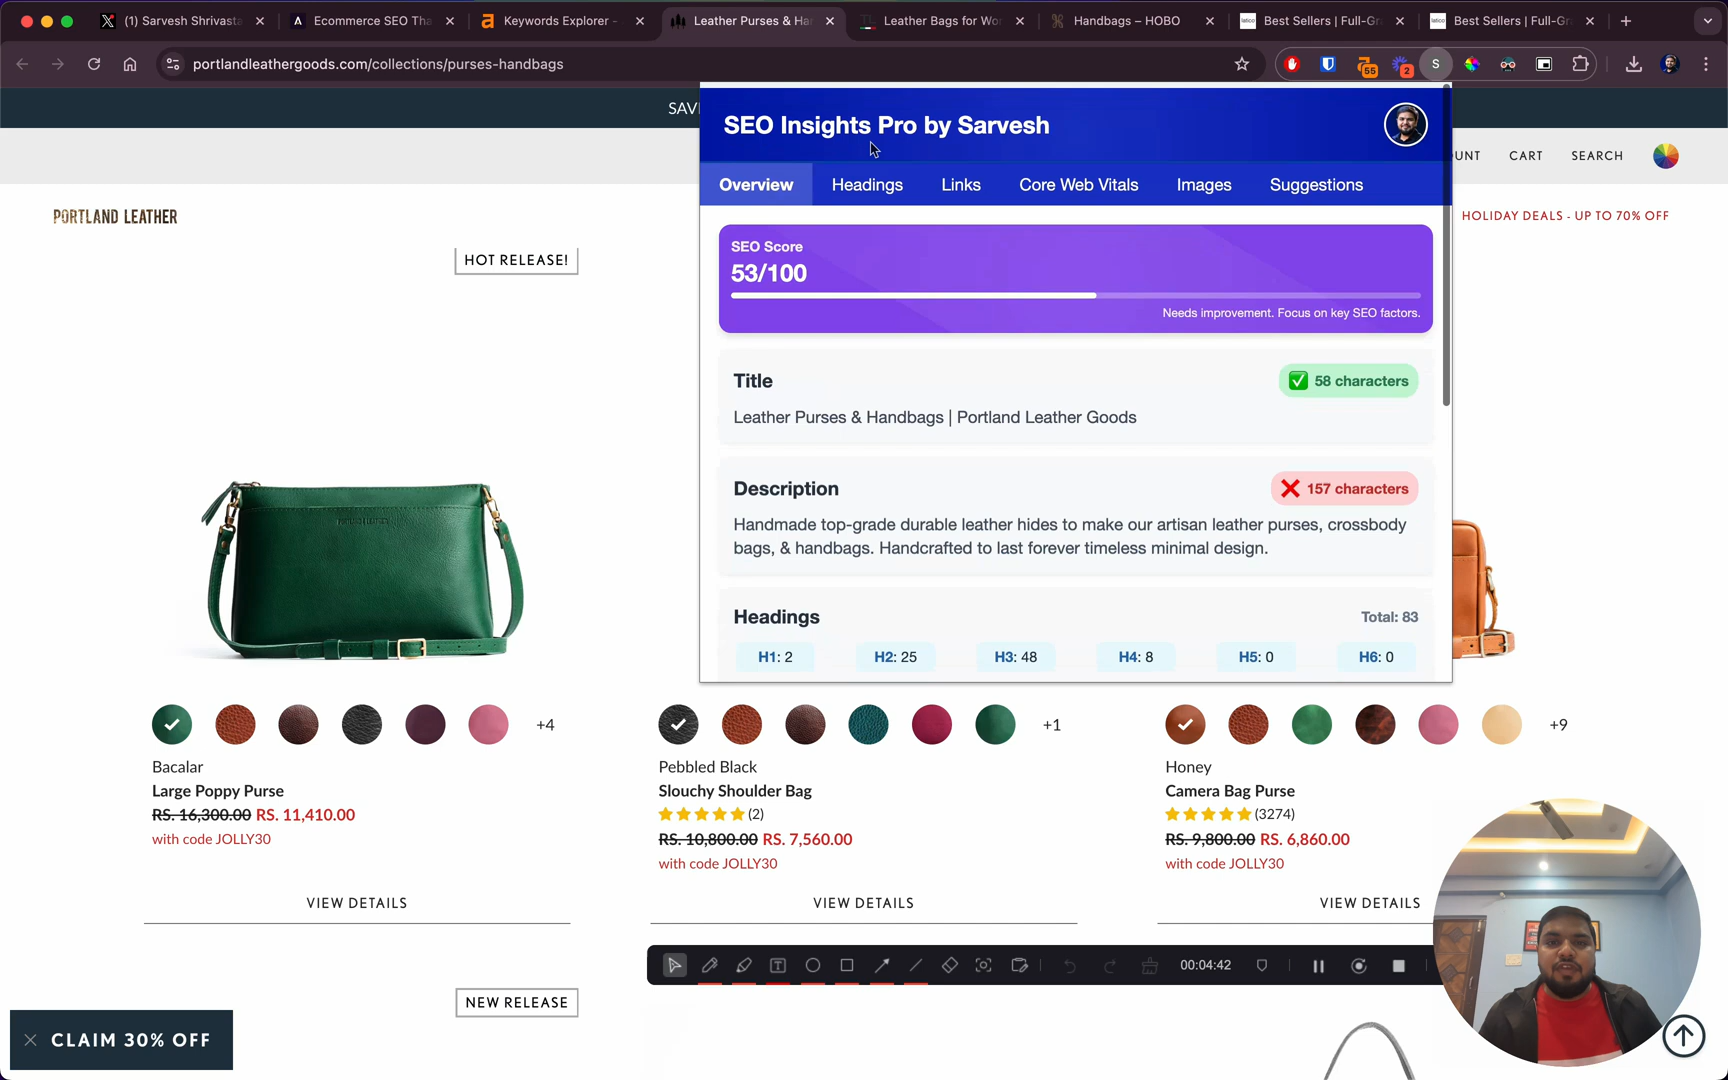 (1) Sarvesh Shrivasta
Ecommerce SEO Tha
Keywords Explorer -
Leather Purses & Har
Leather Bags for Wor
Handbags – HOBO
Best Sellers | Full-Gr
Best Sellers | Full-Gr
portlandleathergoods.com/collections/purses-handbags
55
2
S
SAV
SEO Insights Pro by Sarvesh
UNT
CART
SEARCH
Overview
Headings
Links
Core Web Vitals
Images
Suggestions
PORTLAND LEATHER
HOLIDAY DEALS - UP TO 70% OFF
HOT RELEASE!
SEO Score
53/100
Needs improvement. Focus on key SEO factors.
Title
58 characters
Leather Purses & Handbags | Portland Leather Goods
Description
157 characters
Handmade top-grade durable leather hides to make our artisan leather purses, crossbody
bags, & handbags. Handcrafted to last forever timeless minimal design.
Headings
Total: 83
H1: 2
H2: 25
H3: 48
H4: 8
H5: 0
H6: 0
+4
+1
+9
Bacalar
Large Poppy Purse
RS. 16,300.00 RS. 11,410.00
with code JOLLY30
Pebbled Black
Slouchy Shoulder Bag
(2)
RS. 10,800.00 RS. 7,560.00
with code JOLLY30
Honey
Camera Bag Purse
(3274)
RS. 9,800.00 RS. 6,860.00
with code JOLLY30
VIEW DETAILS
VIEW DETAILS
VIEW DETAILS
00:04:42
NEW RELEASE
CLAIM 30% OFF